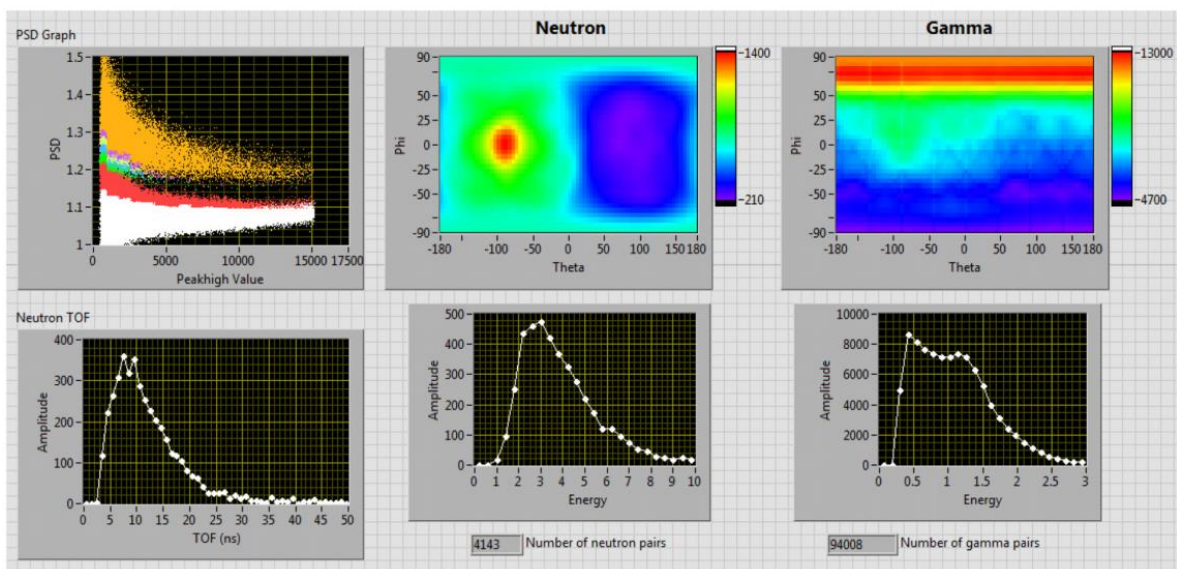 PSD Graph
Neutron
Gamma
1.5
1.4
1.3
1.2
1.1
1
PSD
0 5000 10000 15000 17500
Peakhigh Value
90
50
25
0
-25
-50
-90
Phi
-180 -100 -50 0 50 100 150 180
Theta
1400
210
90
50
25
0
-25
-50
-90
Phi
-180 -100 -50 0 50 100 150 180
Theta
13000
4700
Neutron TOF
400
300
200
100
0
Amplitude
0 5 10 15 20 25 30 35 40 45 50
TOF (ns)
500
400
300
200
100
0
Amplitude
0 1 2 3 4 5 6 7 8 9 10
Energy
10000
8000
6000
4000
2000
0
Amplitude
0 0.5 1 1.5 2 2.5 3
Energy
4143 Number of neutron pairs
94008 Number of gamma pairs